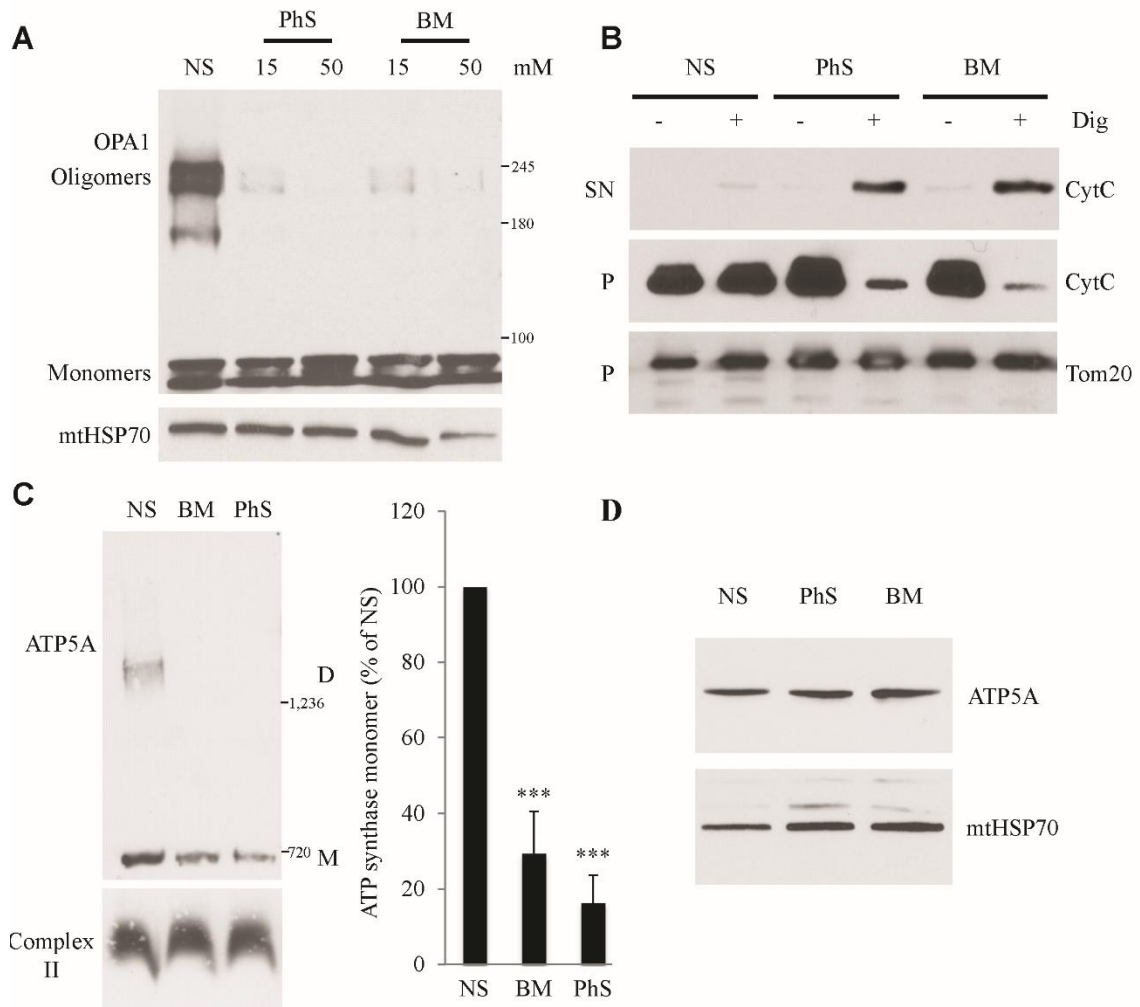 A
PhS BM
NS 15 50 15 50 mM
OPA1
Oligomers
245
180
100
Monomers
mtHSP70
B
NS PhS BM
- + - + - + Dig
SN CytC
P CytC
P Tom20
C
NS BM PhS
ATP5A
D
1,236
720 M
Complex
II
ATP synthase monomer (% of NS)
120
100
80
60
40
20
0
***
***
NS BM PhS
D
NS PhS BM
ATP5A
mtHSP70